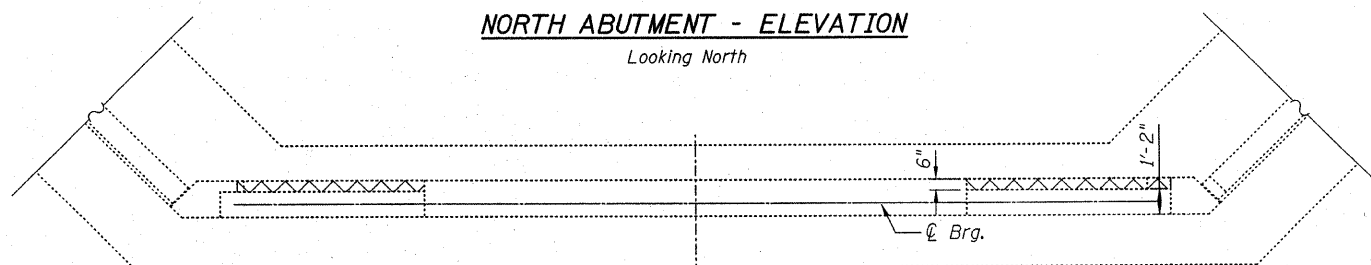 NORTH ABUTMENT - ELEVATION
Looking North
6"
1'-2"
℄ Brg.